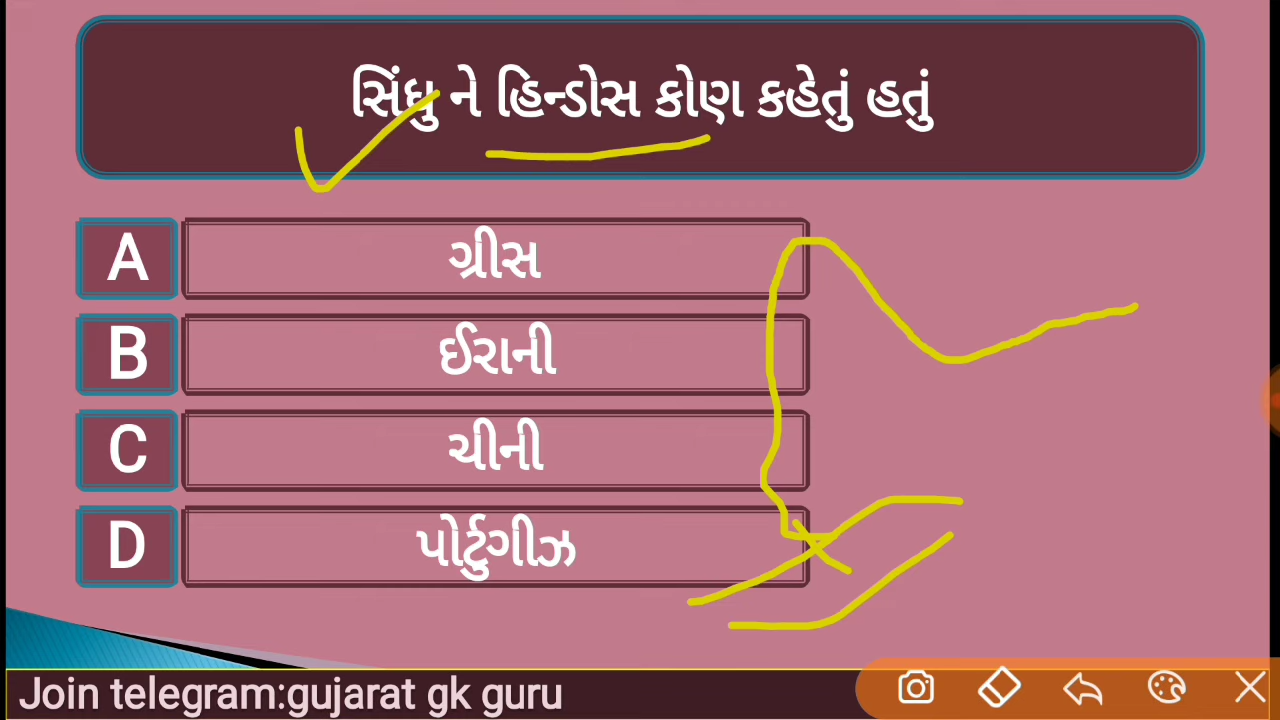 સિંધુ ને હિન્ડોસ કોણ કહેતું હતું
A ગ્રીસ
B ઈરાની
C ચીની
D પોર્ટુગીઝ
Join telegram:gujarat gk guru